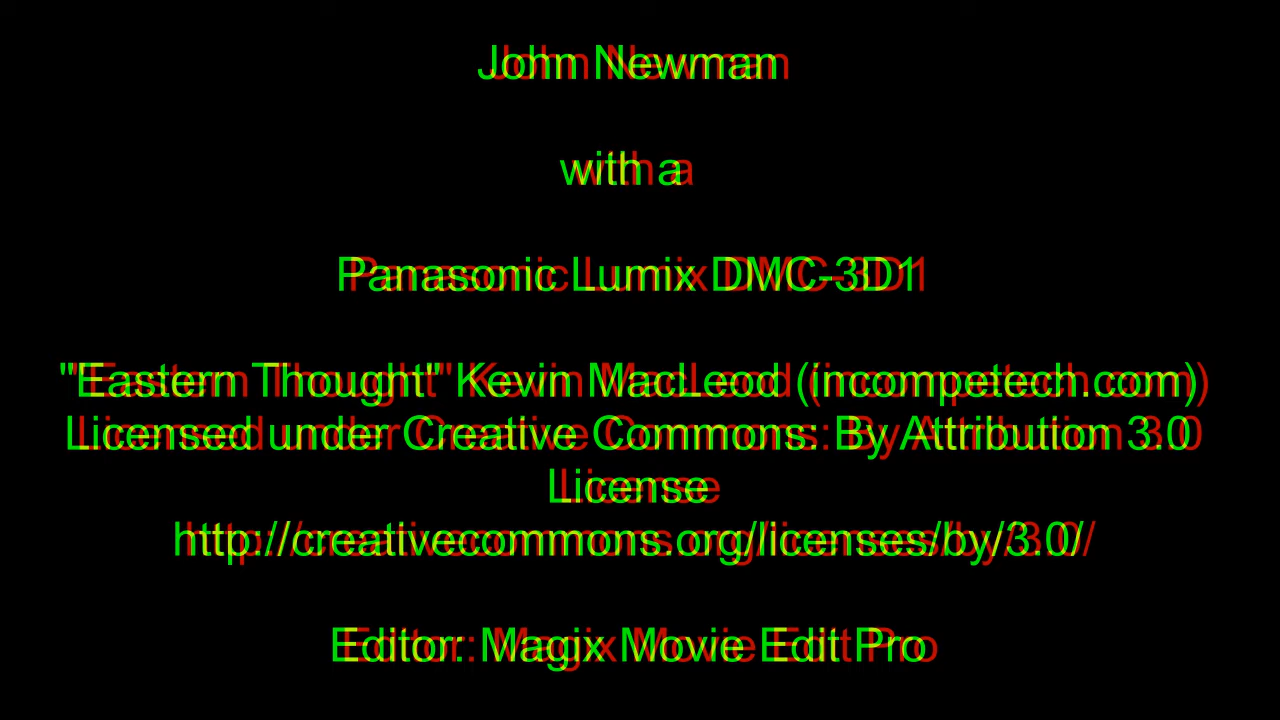 John Newman
with a
Panasonic Lumix DMC-3D1
"Eastern Thought" Kevin MacLeod (incompetech.com)
Licensed under Creative Commons: By Attribution 3.0
License
http://creativecommons.org/licenses/by/3.0/
Editor: Magix Movie Edit Pro